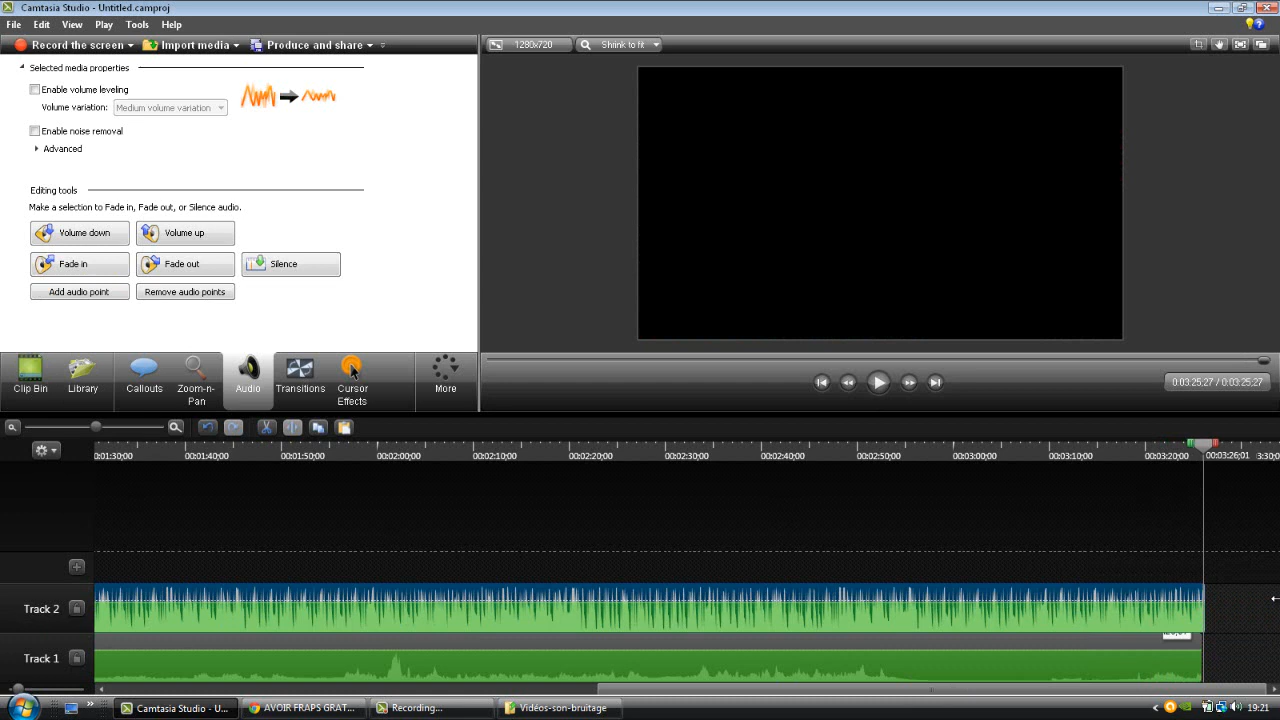 Camtasia Studio - Untitled.camproj
File Edit View Play Tools Help
Record the screen Import media Produce and share
1280x720 Shrink to fit
Selected media properties
Enable volume leveling
Volume variation: Medium volume variation
Enable noise removal
Advanced
Editing tools
Make a selection to Fade in, Fade out, or Silence audio.
Volume down Volume up
Fade in Fade out Silence
Add audio point Remove audio points
Clip Bin Library Callouts Zoom-n-Pan Audio Transitions Cursor Effects More
0:03:25;27 / 0:03:25;27
0:01:30;00 00:01:40;00 00:01:50;00 00:02:00;00 00:02:10;00 00:02:20;00 00:02:30;00 00:02:40;00 00:02:50;00 00:03:00;00 00:03:10;00 00:03:20;00 00:03:26;01 3:30;00
Track 2
Track 1
Camtasia Studio - U... AVOIR FRAPS GRAT... Recording... Vidéos-son-bruitage 19:21